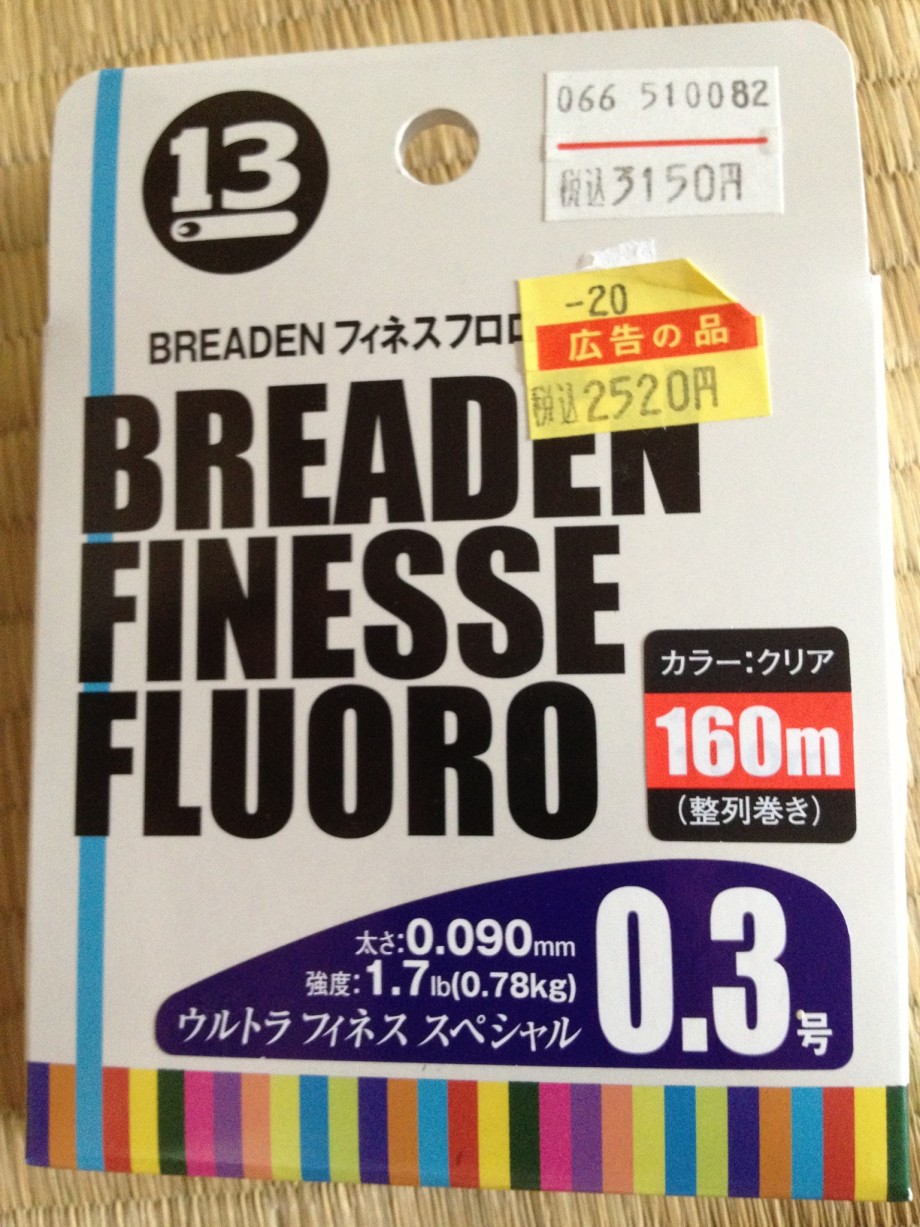 13
066 510082
税込3150円
-20
広告の品
税込2520円
BREADEN フィネスフロロ
BREADEN
FINESSE
FLUORO
カラー:クリア
160m
(整列巻き)
太さ:0.090mm
強度:1.7lb(0.78kg)
ウルトラ フィネス スペシャル
0.3号